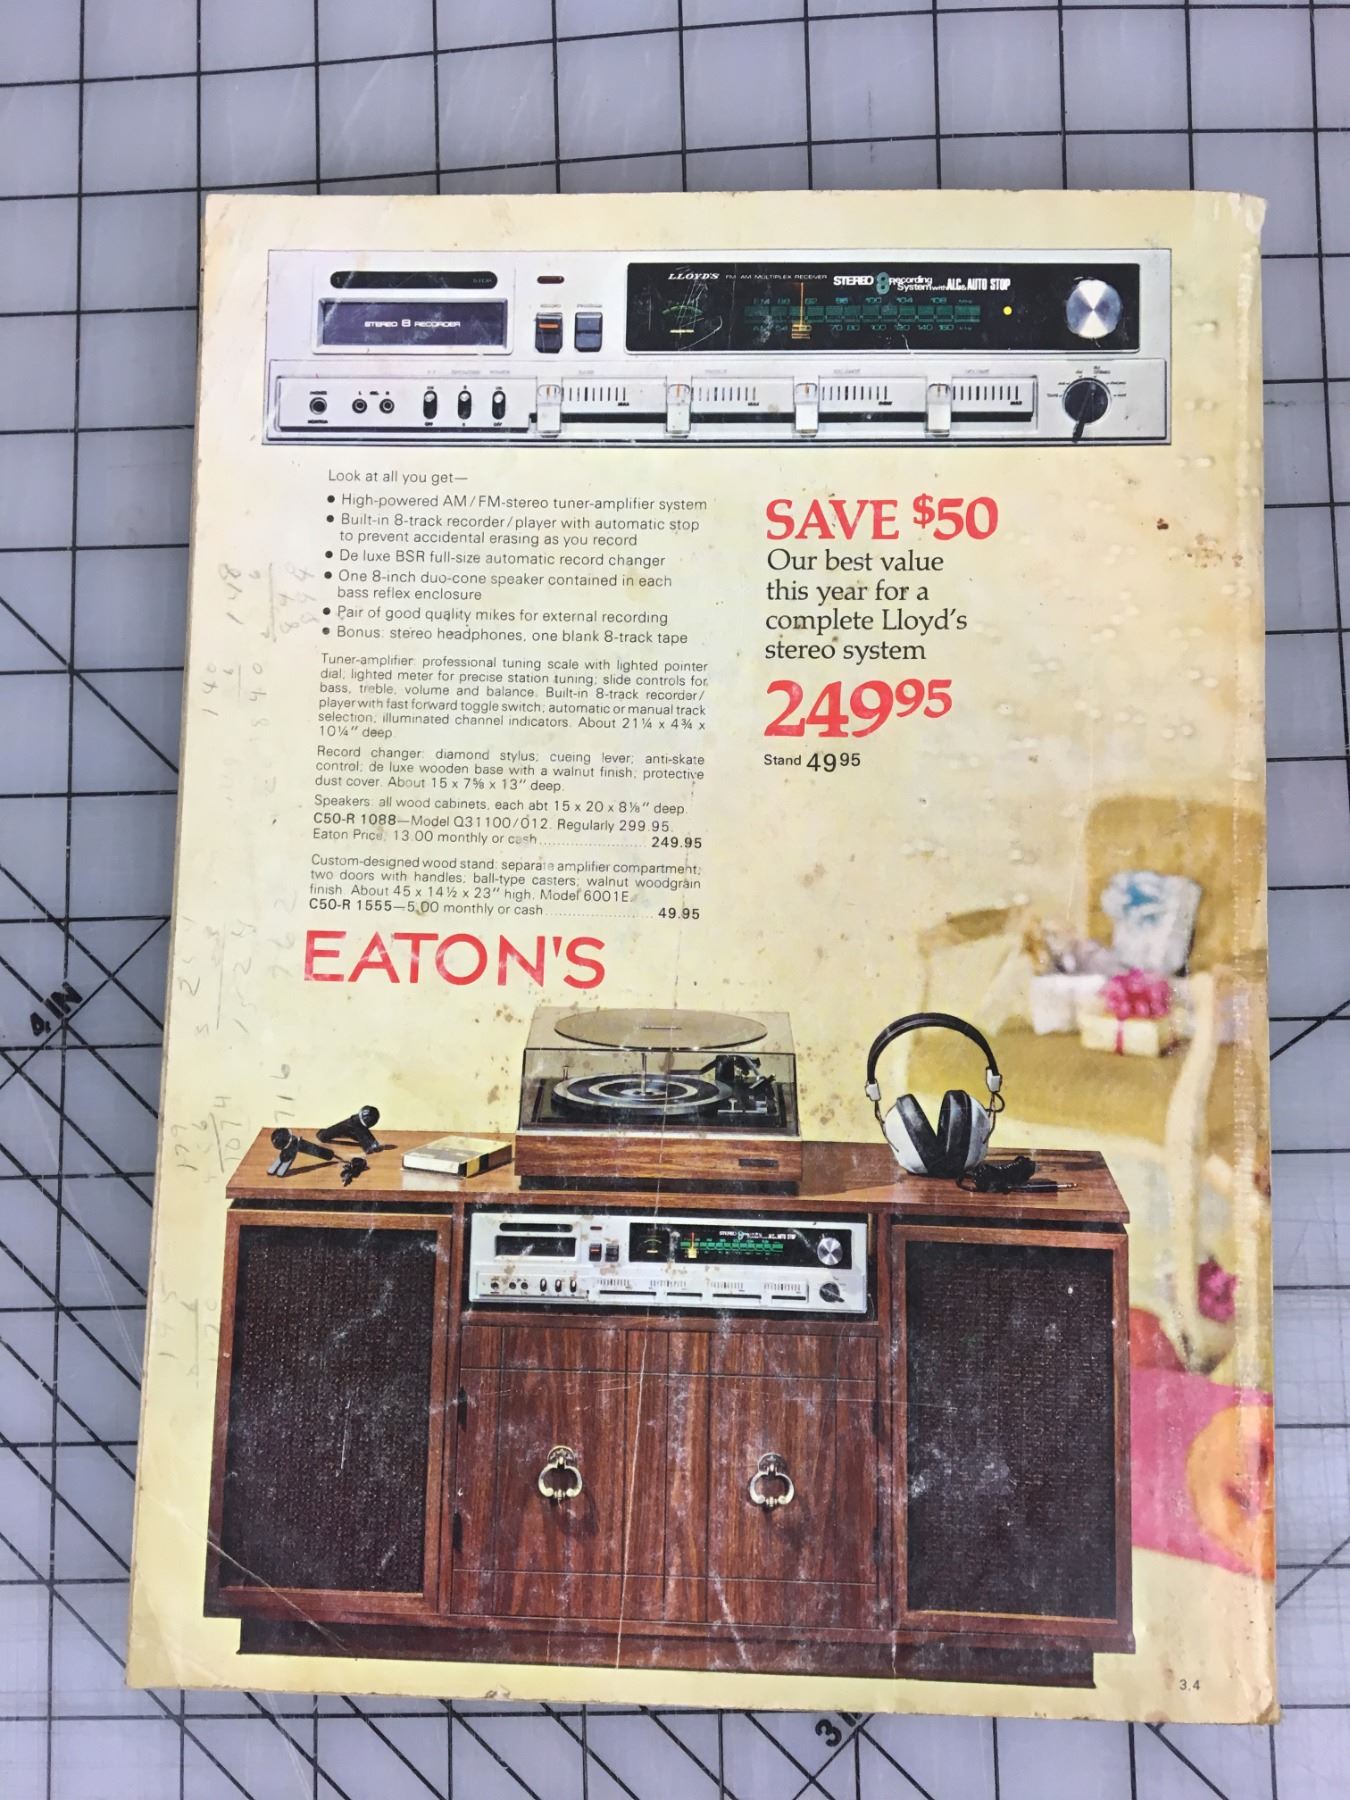 LLOYD'S FM-AM MULTIPLEX RECEIVER STEREO 8 Recording System with A.L.C. & AUTO STOP
STEREO 8 RECORDER
Look at all you get—
• High-powered AM/FM-stereo tuner-amplifier system
• Built-in 8-track recorder/player with automatic stop
to prevent accidental erasing as you record
• De luxe BSR full-size automatic record changer
• One 8-inch duo-cone speaker contained in each
bass reflex enclosure
• Pair of good quality mikes for external recording
• Bonus: stereo headphones, one blank 8-track tape
Tuner-amplifier: professional tuning scale with lighted pointer
dial; lighted meter for precise station tuning; slide controls for
bass, treble, volume and balance. Built-in 8-track recorder/
player with fast forward toggle switch; automatic or manual track
selection; illuminated channel indicators. About 21¼ x 4¾ x
10¼" deep.
Record changer: diamond stylus; cueing lever; anti-skate
control; de luxe wooden base with a walnut finish; protective
dust cover. About 15 x 7⅝ x 13" deep.
Speakers: all wood cabinets, each abt 15 x 20 x 8⅛" deep.
C50-R 1088—Model Q31100/012. Regularly 299.95.
Eaton Price, 13.00 monthly or cash 249.95
Custom-designed wood stand: separate amplifier compartment;
two doors with handles; ball-type casters; walnut woodgrain
finish. About 45 x 14½ x 23" high. Model 6001E.
C50-R 1555—5.00 monthly or cash 49.95
SAVE $50
Our best value
this year for a
complete Lloyd's
stereo system
249.95
Stand 49.95
EATON'S
3,4
4 IN
3 IN